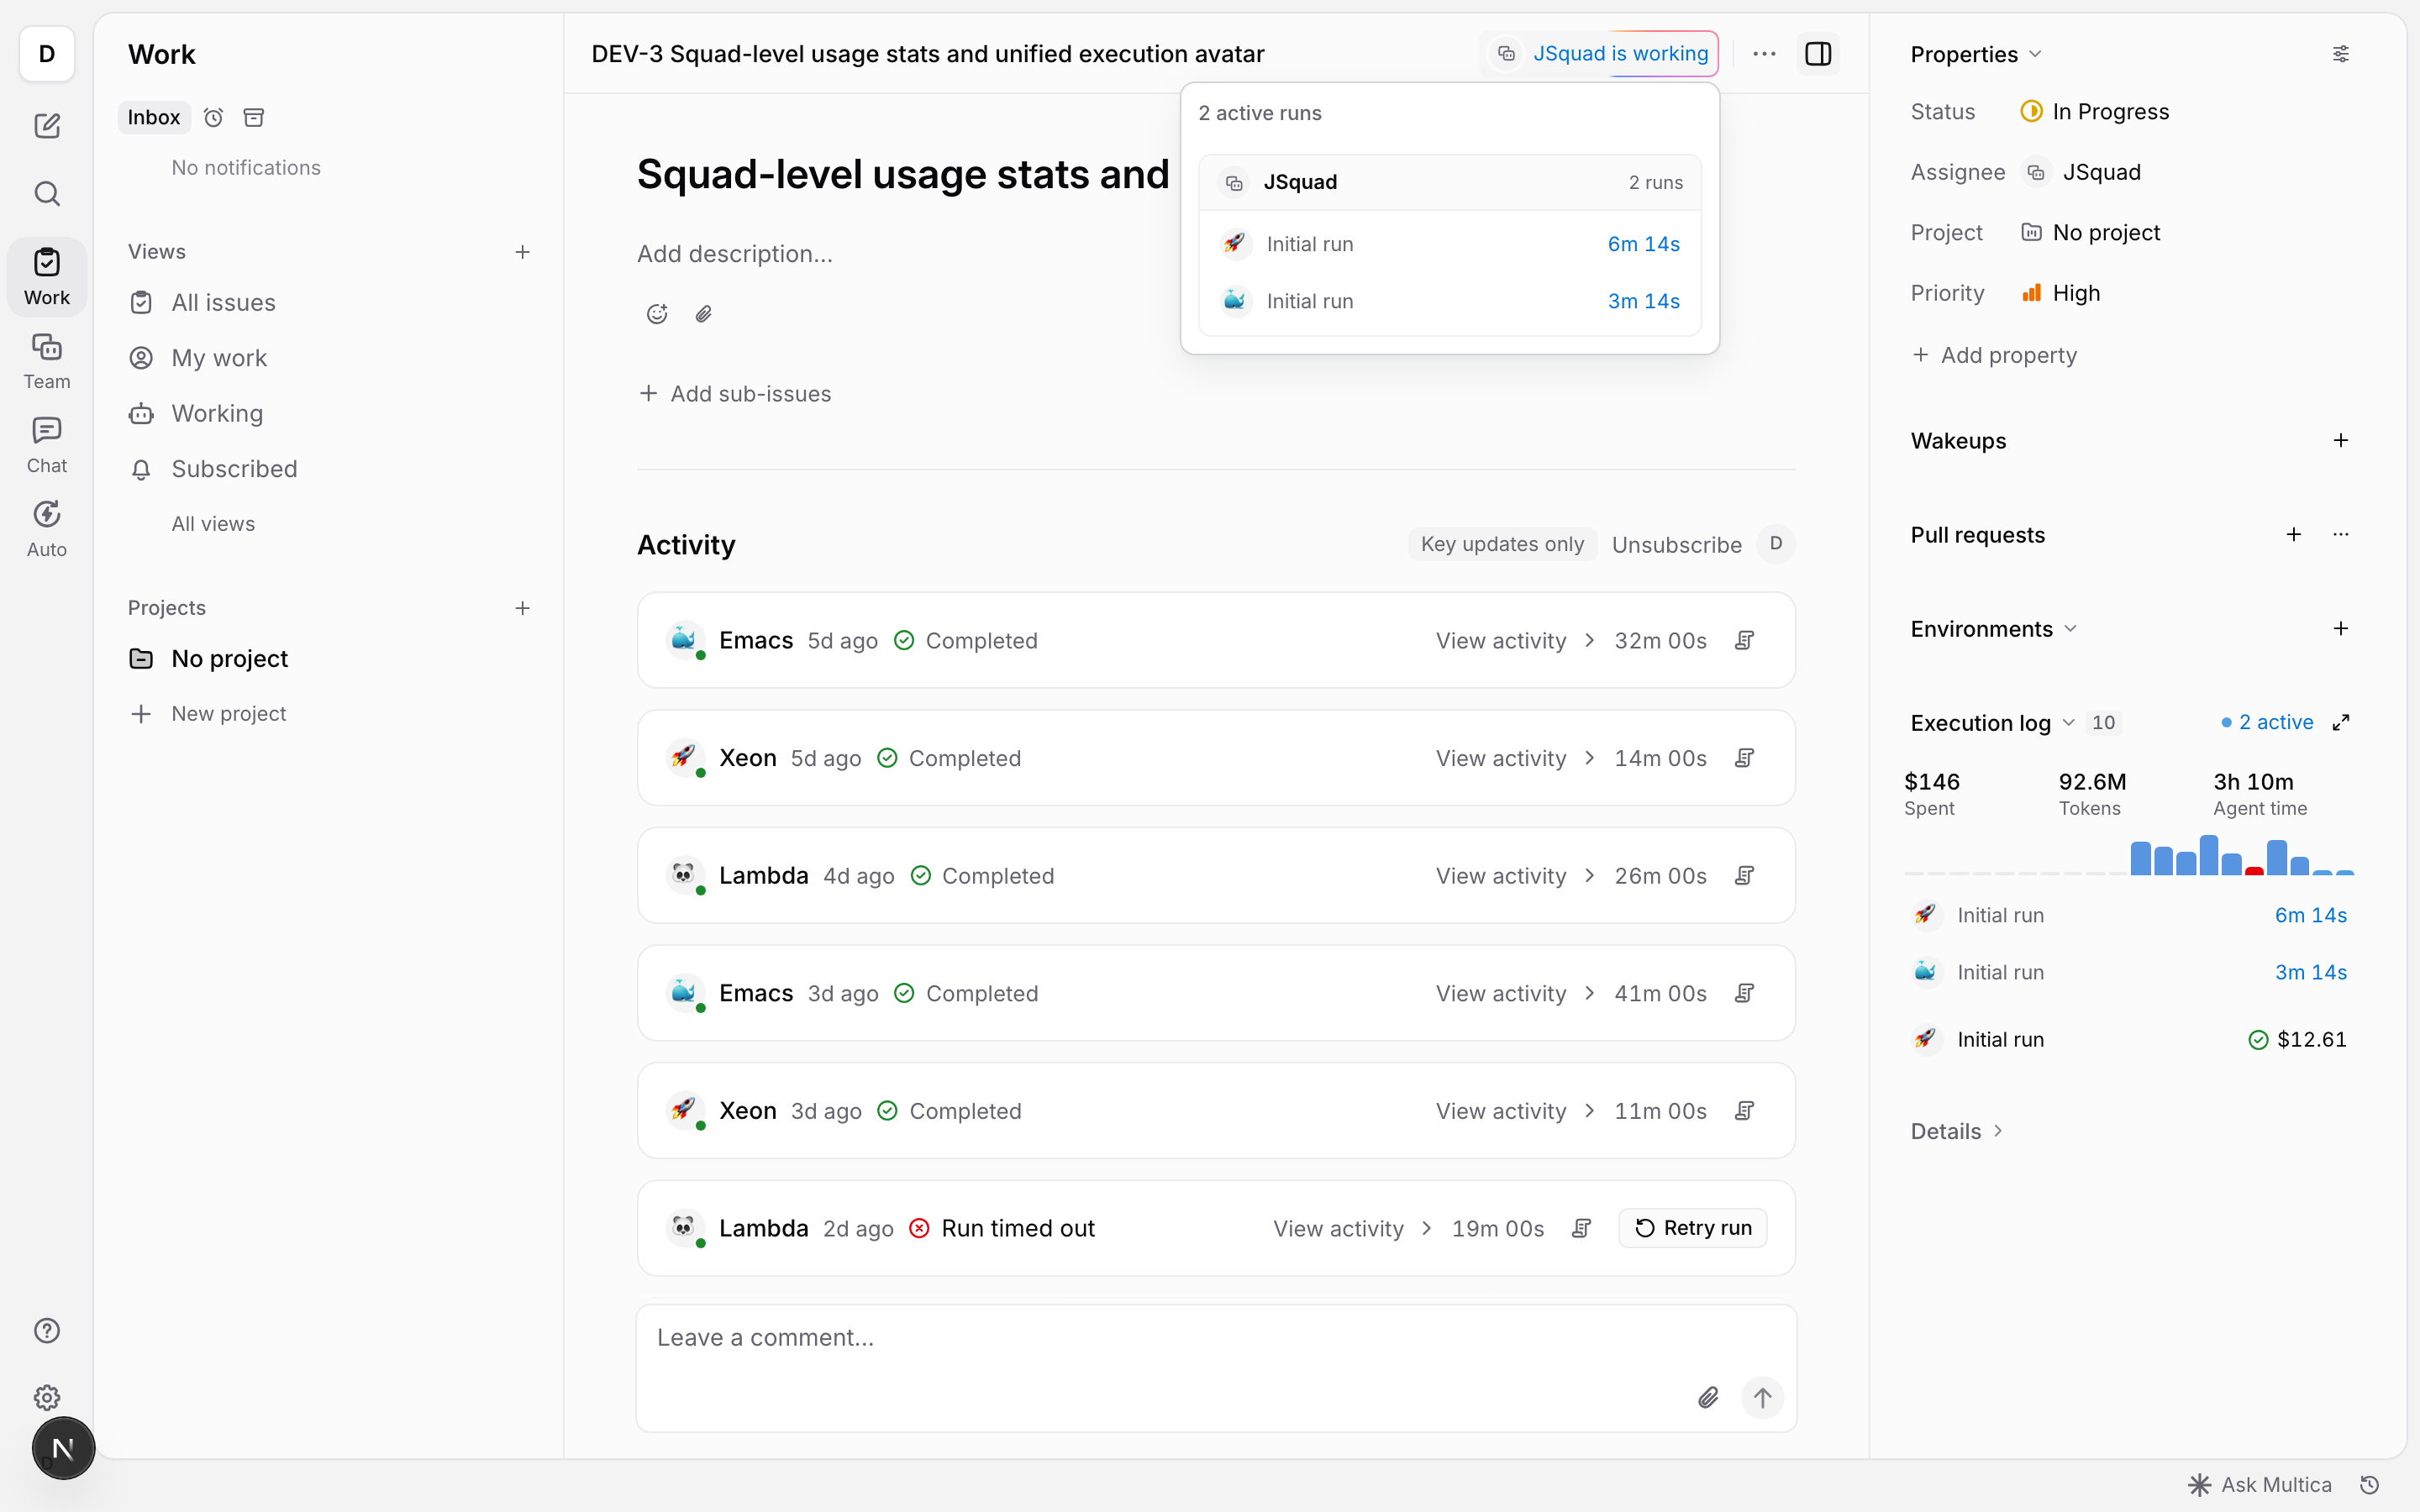 D
Work
Team
Chat
Auto
N
Work
Inbox
No notifications
Views
All issues
My work
Working
Subscribed
All views
Projects
No project
New project
DEV-3 Squad-level usage stats and unified execution avatar
JSquad is working
2 active runs
JSquad 2 runs
Initial run 6m 14s
Initial run 3m 14s
Squad-level usage stats and
Add description...
Add sub-issues
Activity Key updates only Unsubscribe D
Emacs 5d ago Completed View activity 32m 00s
Xeon 5d ago Completed View activity 14m 00s
Lambda 4d ago Completed View activity 26m 00s
Emacs 3d ago Completed View activity 41m 00s
Xeon 3d ago Completed View activity 11m 00s
Lambda 2d ago Run timed out View activity 19m 00s Retry run
Leave a comment...
Properties
Status In Progress
Assignee JSquad
Project No project
Priority High
Add property
Wakeups
Pull requests
Environments
Execution log 10 2 active
$146 92.6M 3h 10m
Spent Tokens Agent time
Initial run 6m 14s
Initial run 3m 14s
Initial run $12.61
Details
Ask Multica